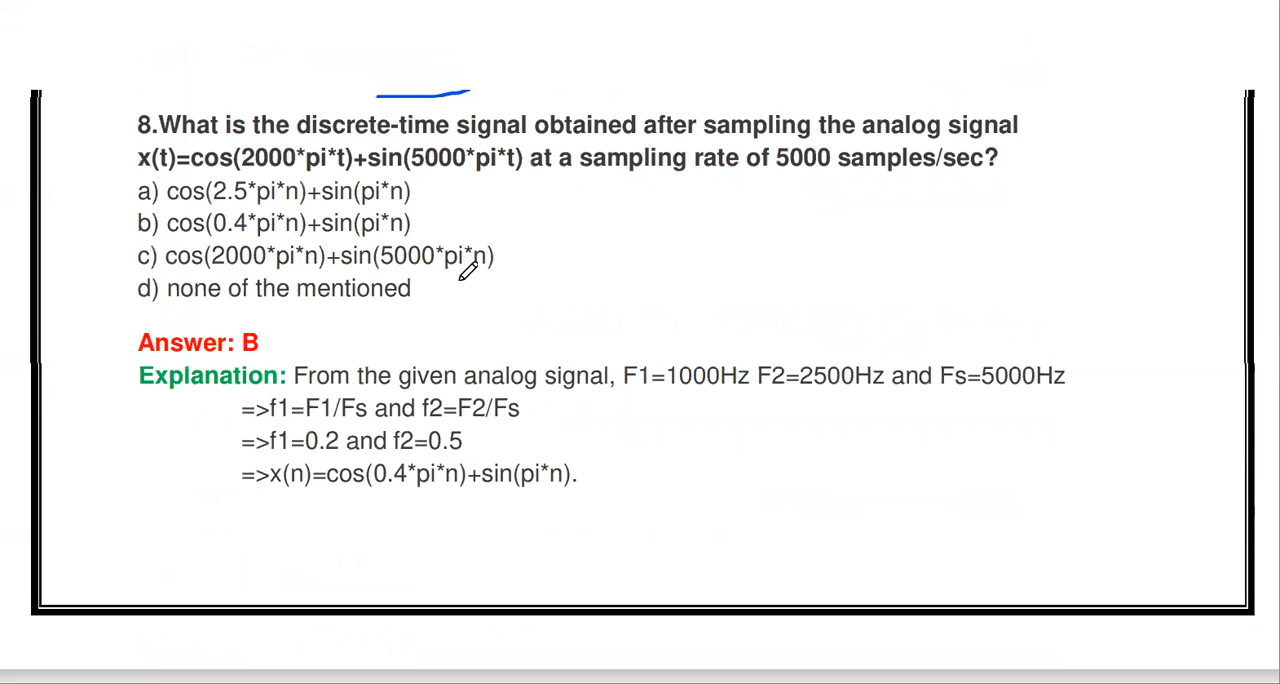 8.What is the discrete-time signal obtained after sampling the analog signal
x(t)=cos(2000*pi*t)+sin(5000*pi*t) at a sampling rate of 5000 samples/sec?
a) cos(2.5*pi*n)+sin(pi*n)
b) cos(0.4*pi*n)+sin(pi*n)
c) cos(2000*pi*n)+sin(5000*pi*n)
d) none of the mentioned
Answer: B
Explanation: From the given analog signal, F1=1000Hz F2=2500Hz and Fs=5000Hz
=>f1=F1/Fs and f2=F2/Fs
=>f1=0.2 and f2=0.5
=>x(n)=cos(0.4*pi*n)+sin(pi*n).